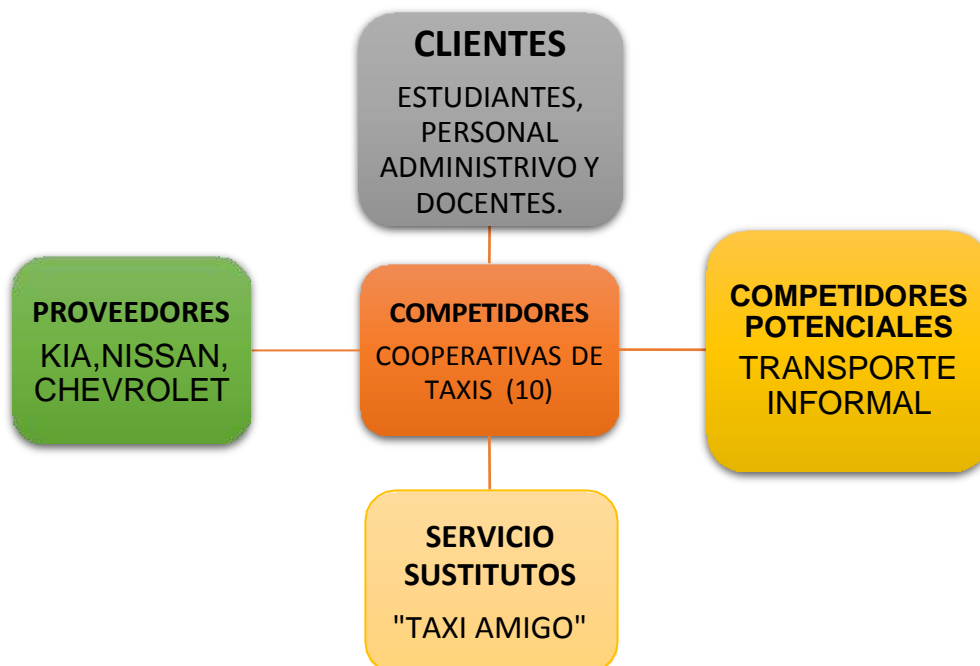 CLIENTES
ESTUDIANTES,
PERSONAL
ADMINISTRIVO Y
DOCENTES.
PROVEEDORES
KIA,NISSAN,
CHEVROLET
COMPETIDORES
COOPERATIVAS DE
TAXIS (10)
COMPETIDORES
POTENCIALES
TRANSPORTE
INFORMAL
SERVICIO
SUSTITUTOS
"TAXI AMIGO"